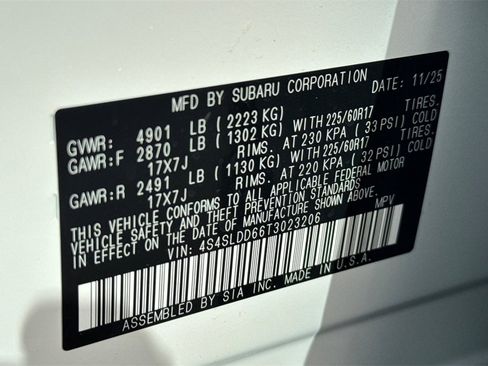 MFD BY SUBARU CORPORATION DATE: 11/25
GVWR: 4901 LB (2223 KG)
GAWR:F 2870 LB (1302 KG) WITH 225/60R17 TIRES.
17X7J RIMS. AT 230 KPA (33 PSI) COLD
GAWR:R 2491 LB (1130 KG) WITH 225/60R17 TIRES.
17X7J RIMS. AT 220 KPA (32 PSI) COLD
THIS VEHICLE CONFORMS TO ALL APPLICABLE FEDERAL MOTOR
VEHICLE SAFETY AND THEFT PREVENTION STANDARDS
IN EFFECT ON THE DATE OF MANUFACTURE SHOWN ABOVE.
VIN: 4S4SLDD66T3023206 MPV
ASSEMBLED BY SIA INC. MADE IN U.S.A.